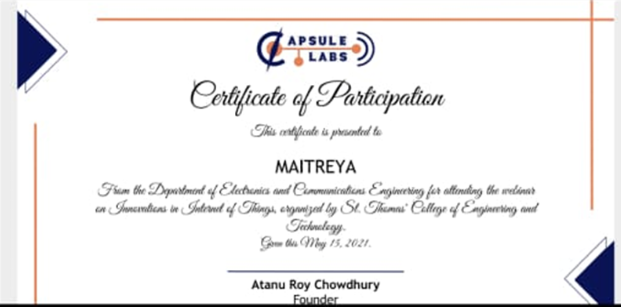 CAPSULE
LABS
Certificate of Participation
This certificate is presented to
MAITREYA
From the Department of Electronics and Communications Engineering for attending the webinar
on Innovations in Internet of Things, organized by St. Thomas' College of Engineering and
Technology.
Given this May 15, 2021.
Atanu Roy Chowdhury
Founder